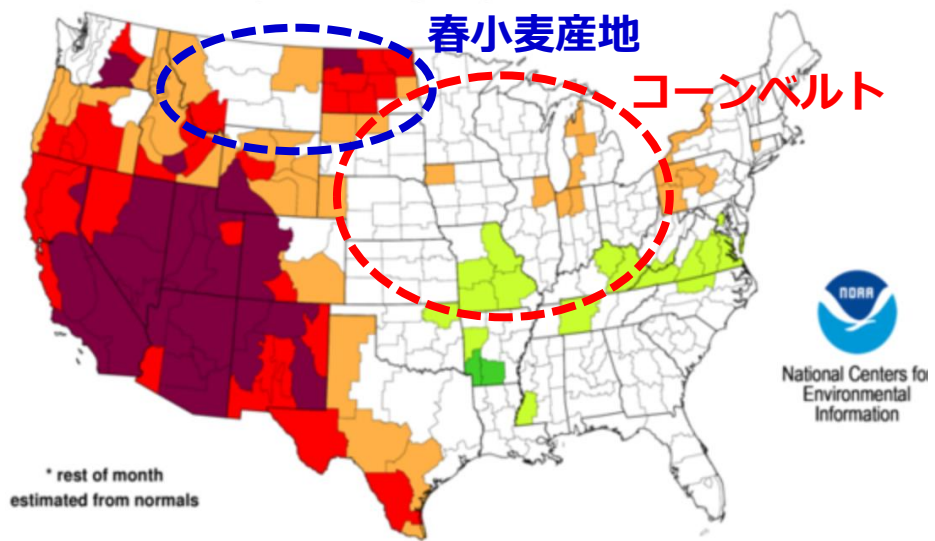 春小麦産地
コーンベルト
NOAA
National Centers for
Environmental
Information
* rest of month
estimated from normals